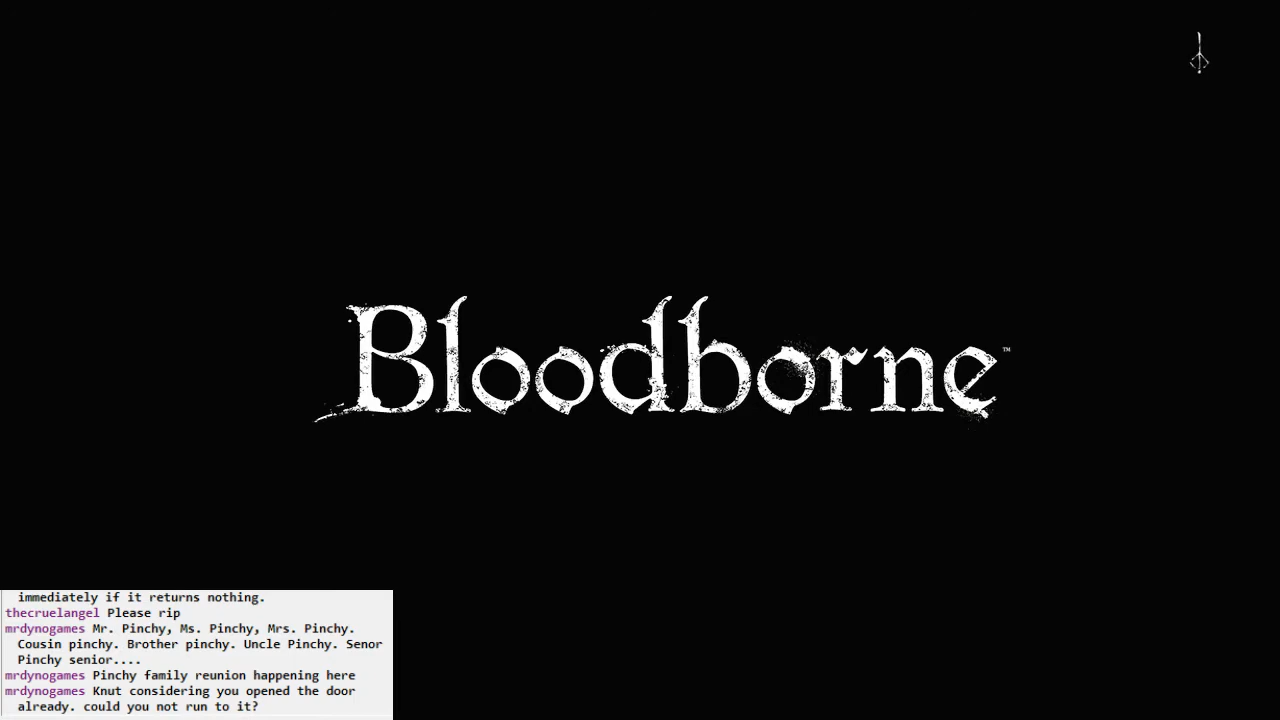 Bloodborne™
immediately if it returns nothing.
thecruelangel Please rip
mrdynogames Mr. Pinchy, Ms. Pinchy, Mrs. Pinchy.
Cousin pinchy. Brother pinchy. Uncle Pinchy. Senor
Pinchy senior....
mrdynogames Pinchy family reunion happening here
mrdynogames Knut considering you opened the door
already. could you not run to it?